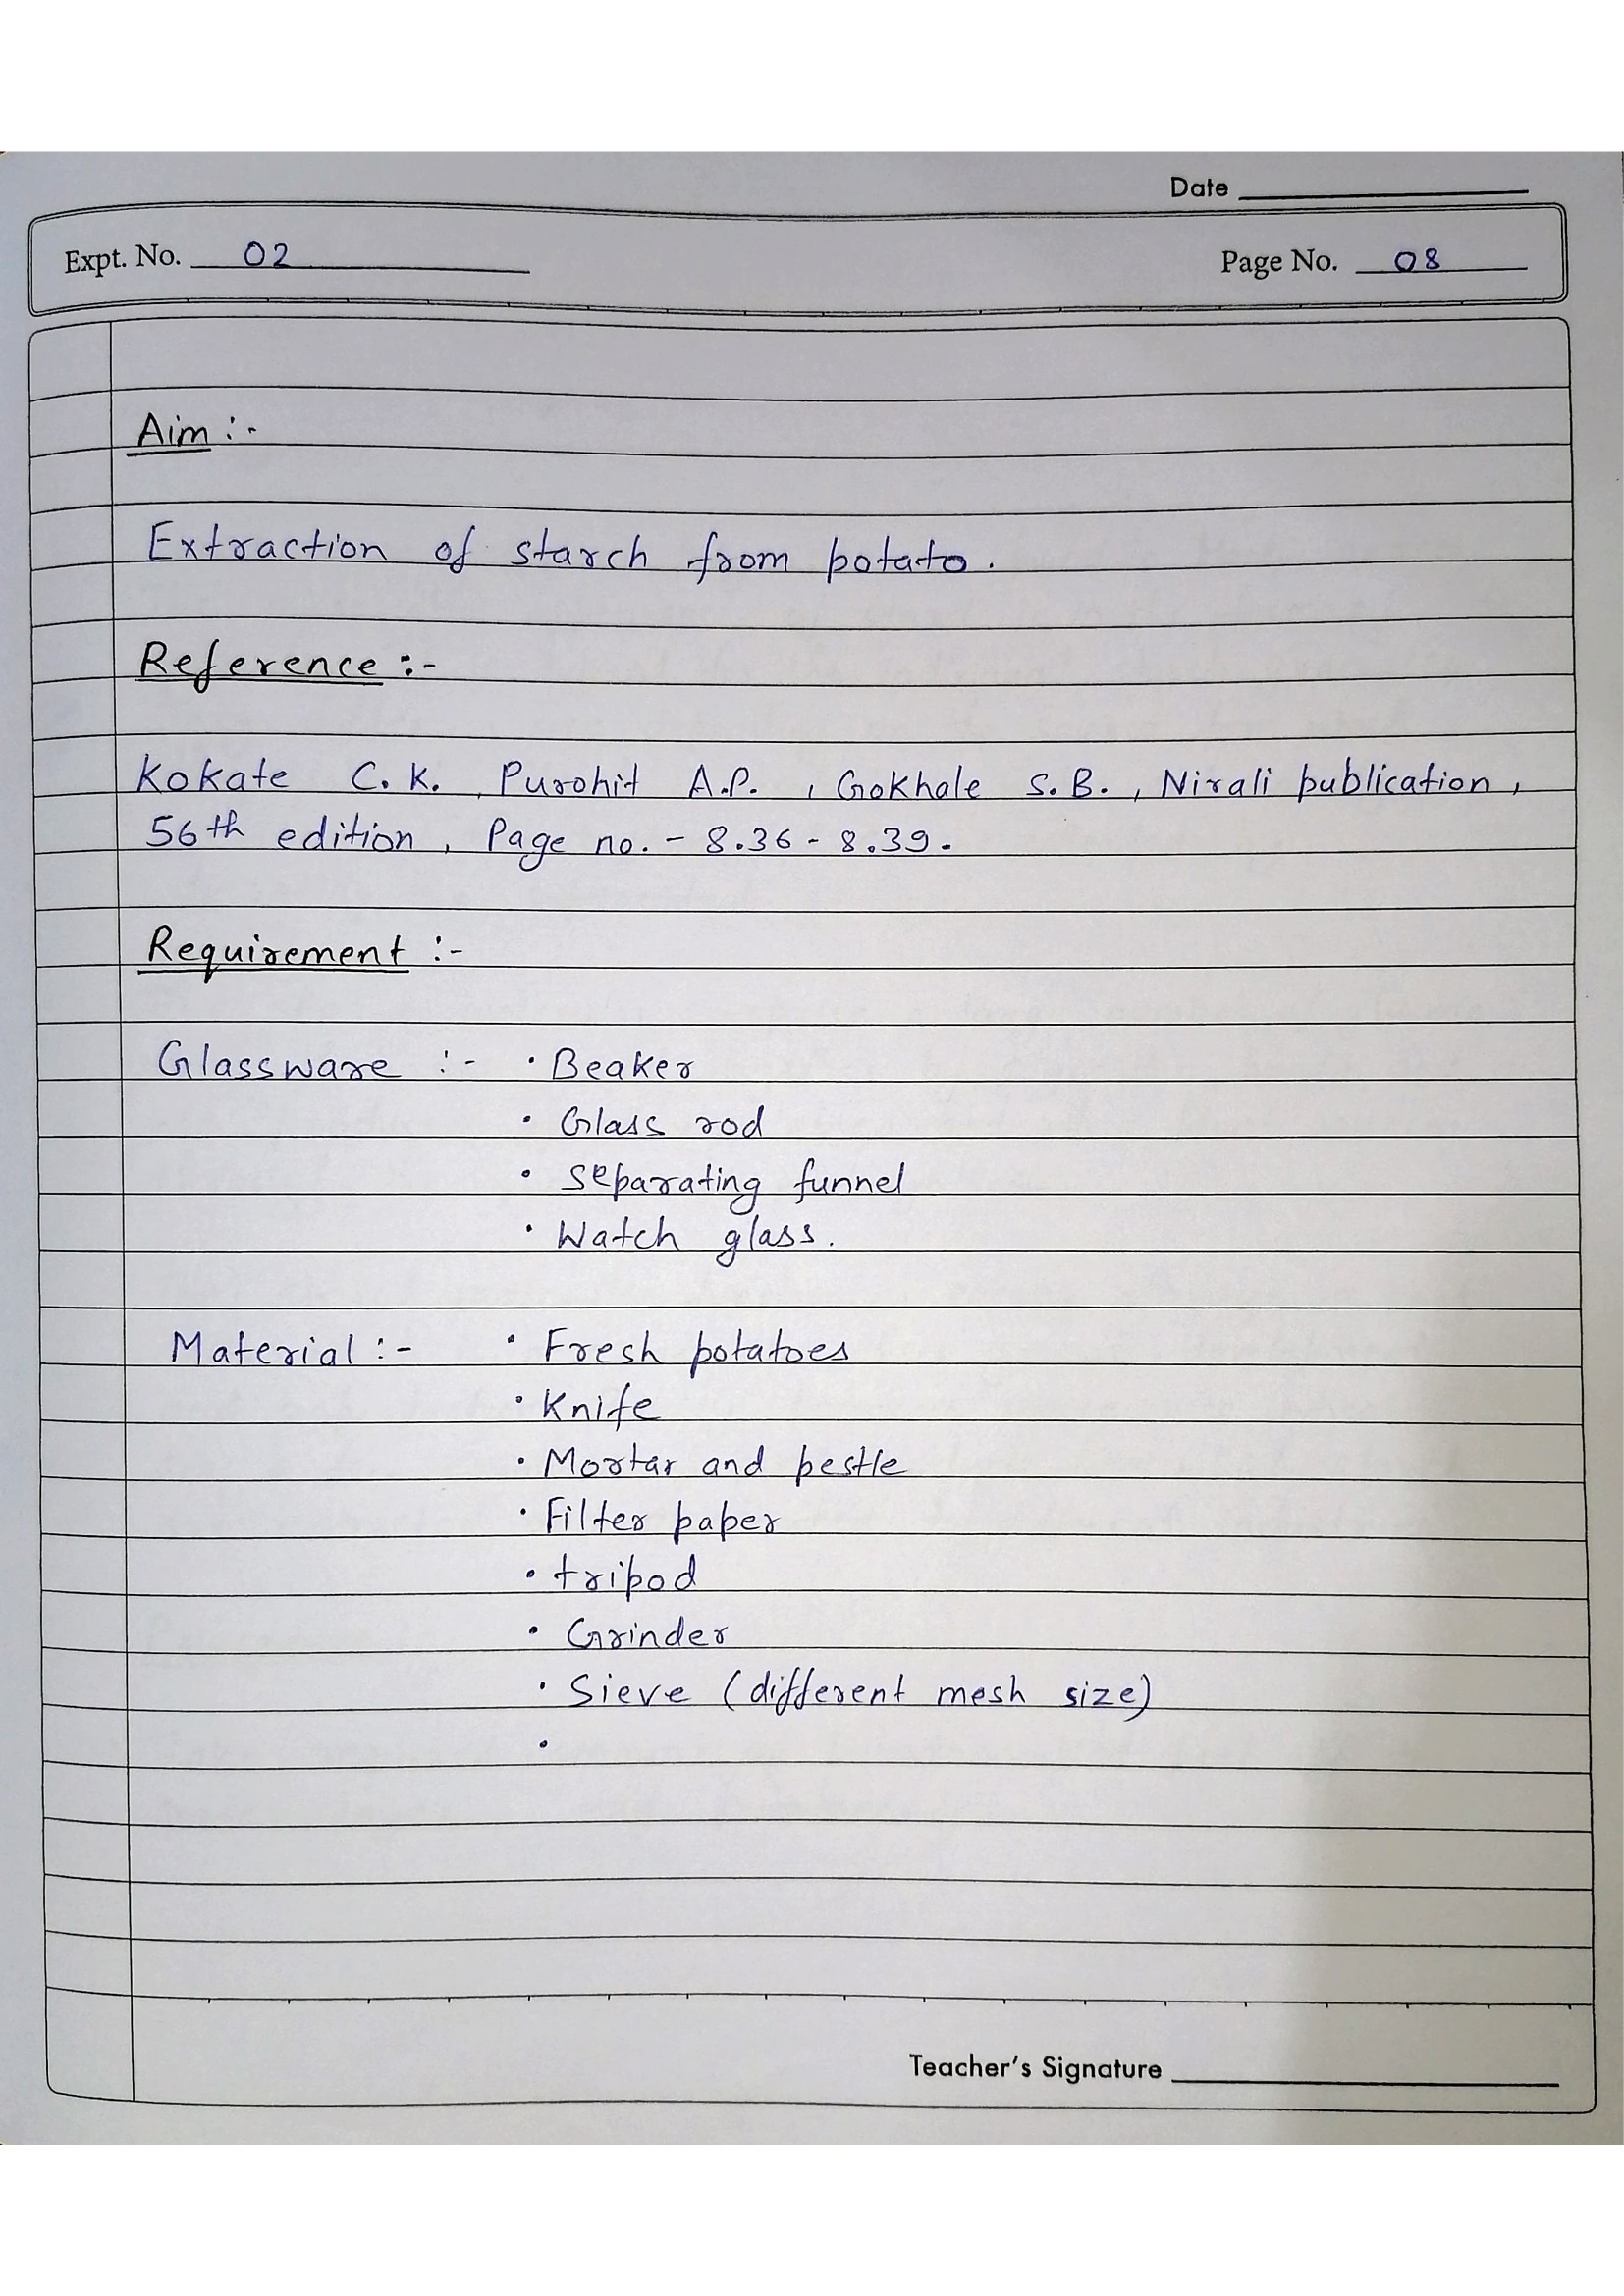 Date
Expt. No. 02
Page No. 08
Aim :-
Extraction of starch from potato.
Reference :-
Kokate C. K., Purohit A.P., Gokhale S. B., Nirali publication,
56th edition, Page no. - 8.36 - 8.39.
Requirement :-
Glassware :- • Beaker
• Glass rod
• Separating funnel
• Watch glass.
Material :- • Fresh potatoes
• Knife
• Mortar and pestle
• Filter paper
• tripod
• Grinder
• Sieve (different mesh size)
•
Teacher's Signature